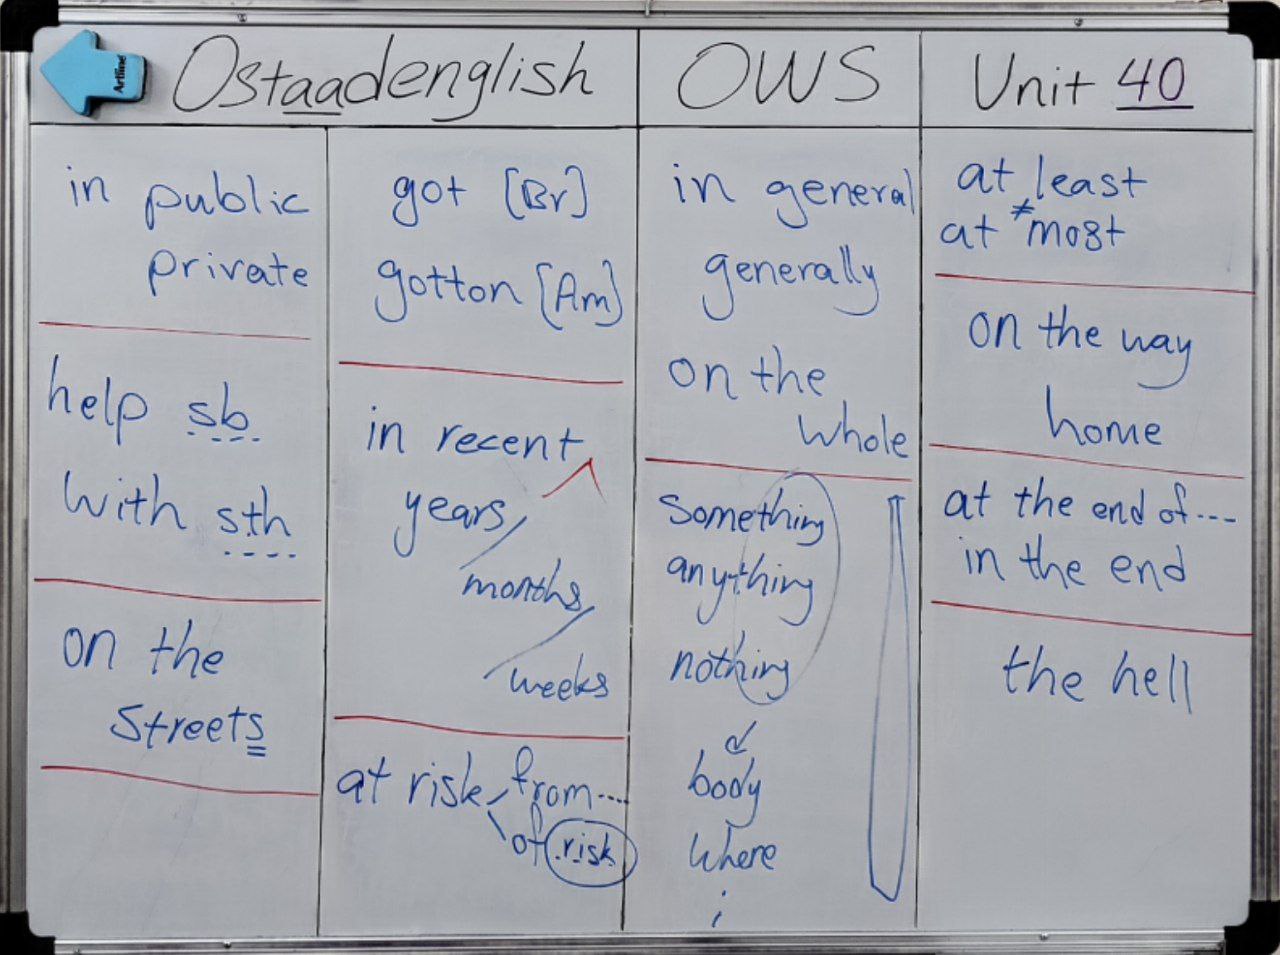 Artline
Ostaadenglish
OWS
Unit 40
in public
private
help sb
with sth
on the
streets
got [Br]
gotton [Am]
in recent
years/
months/
weeks
at risk from....
of risk
in general
generally
on the
whole
something
anything
nothing
body
where
at least
≠
at most
on the way
home
at the end of....
in the end
the hell